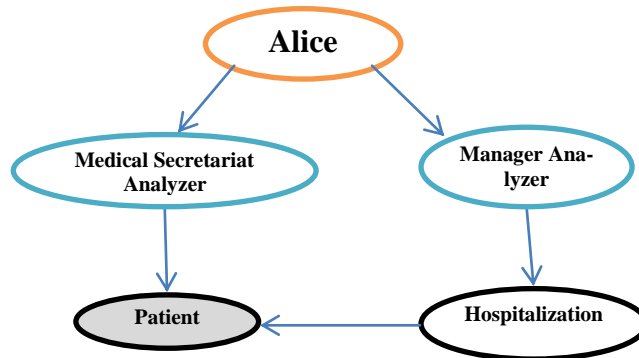 Alice
Medical Secretariat
Analyzer
Manager Ana-
lyzer
Patient
Hospitalization